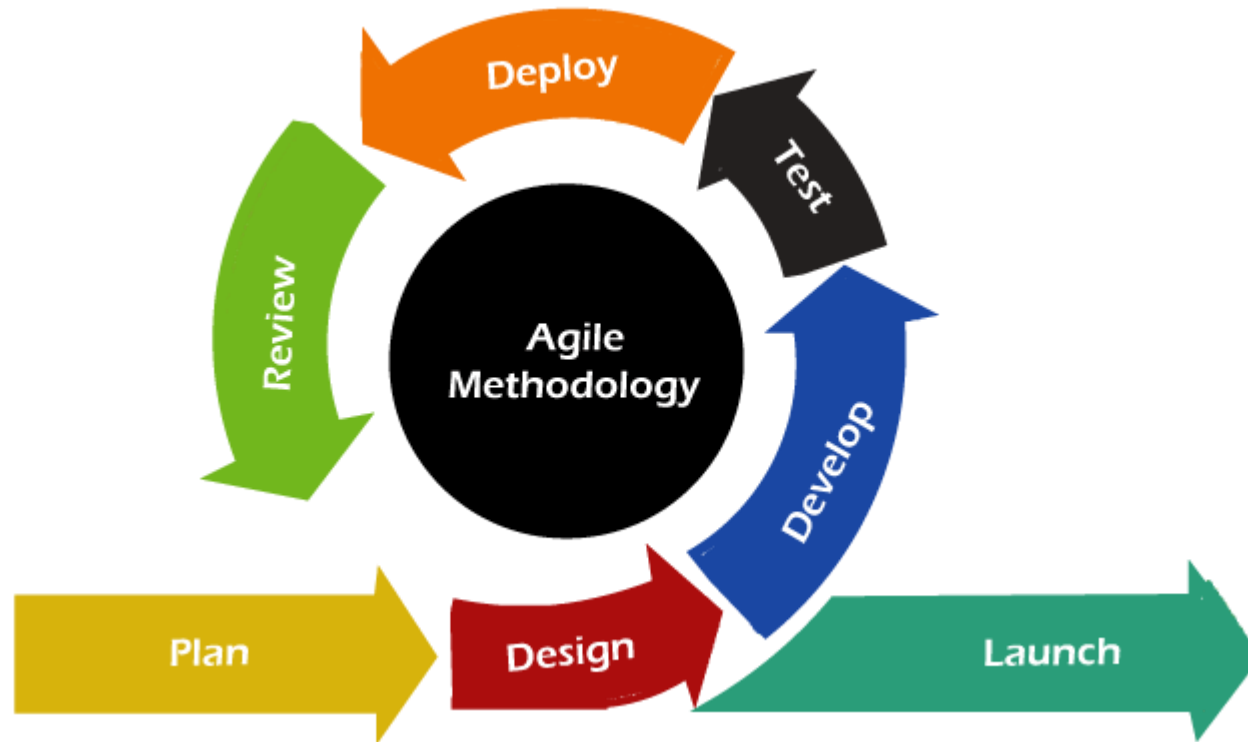 Deploy
Test
Review
Agile
Methodology
Develop
Plan
Design
Launch